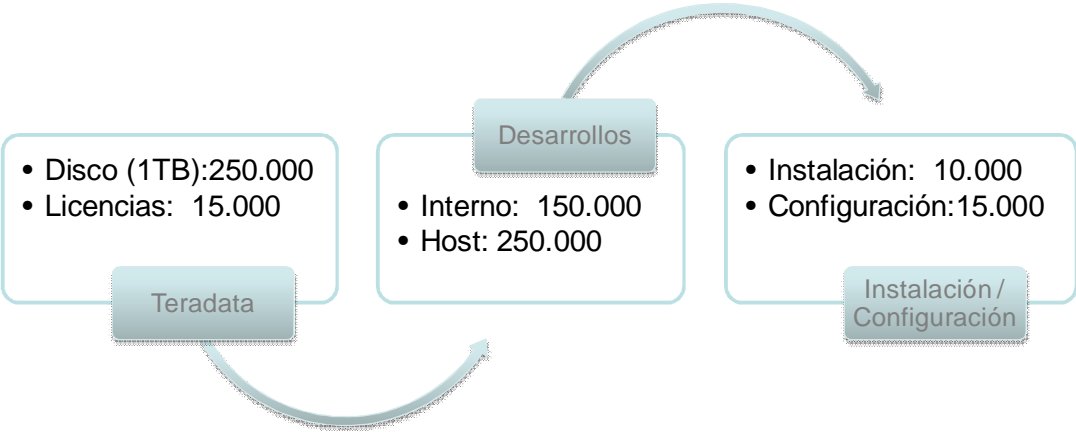 • Disco (1TB):250.000
• Licencias: 15.000
Teradata
Desarrollos
• Interno: 150.000
• Host: 250.000
• Instalación: 10.000
• Configuración:15.000
Instalación /
Configuración